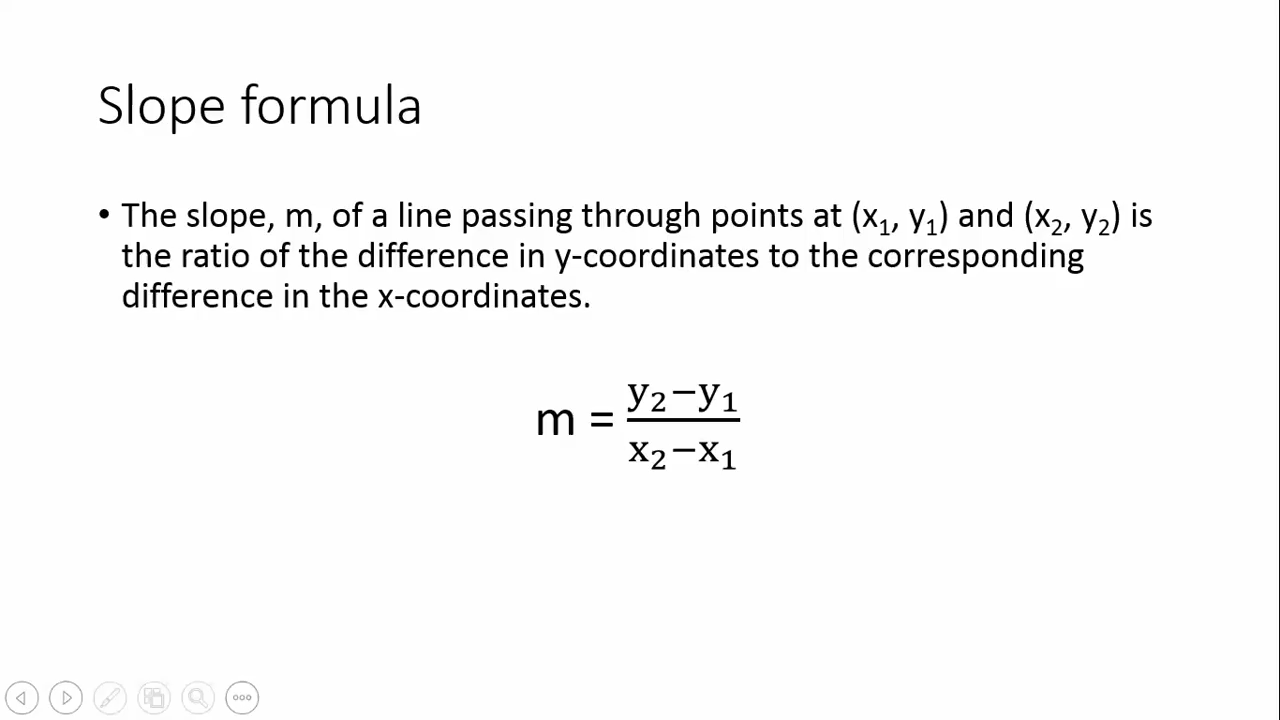 Slope formula
• The slope, m, of a line passing through points at (x₁, y₁) and (x₂, y₂) is
the ratio of the difference in y-coordinates to the corresponding
difference in the x-coordinates.
m = y₂−y₁
x₂−x₁